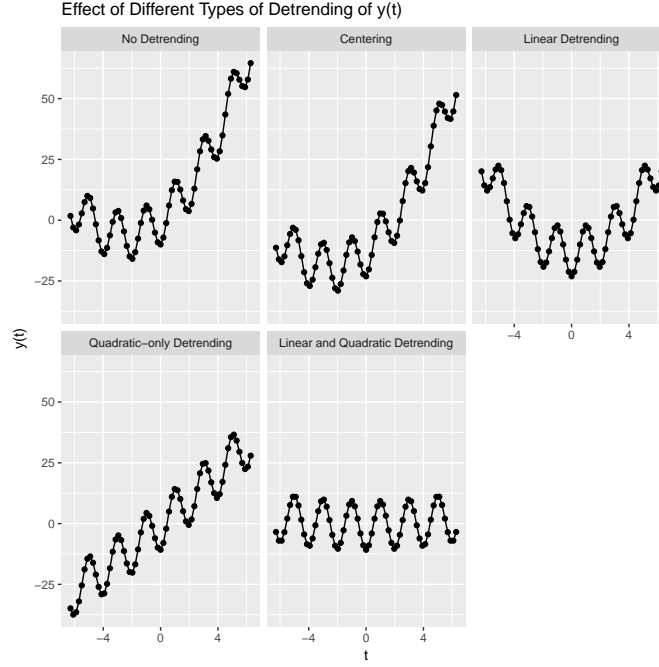 Effect of Different Types of Detrending of y(t)
No Detrending
Centering
Linear Detrending
50
25
0
−25
−4
0
4
Quadratic−only Detrending
Linear and Quadratic Detrending
50
25
0
−25
−4
0
4
−4
0
4
y(t)
t